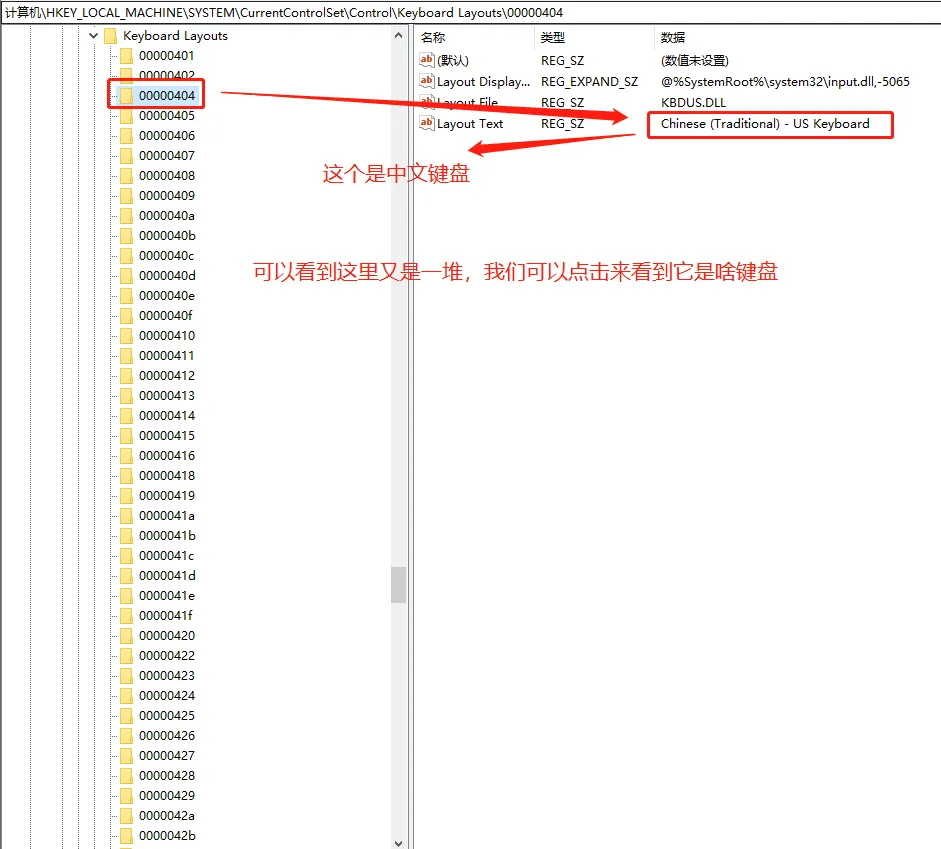 计算机\HKEY_LOCAL_MACHINE\SYSTEM\CurrentControlSet\Control\Keyboard Layouts\00000404
Keyboard Layouts
00000401
00000402
00000404
00000405
00000406
00000407
00000408
00000409
0000040a
0000040b
0000040c
0000040d
0000040e
0000040f
00000410
00000411
00000412
00000413
00000414
00000415
00000416
00000418
00000419
0000041a
0000041b
0000041c
0000041d
0000041e
0000041f
00000420
00000422
00000423
00000424
00000425
00000426
00000427
00000428
00000429
0000042a
0000042b
名称 类型 数据
ab (默认) REG_SZ (数值未设置)
ab Layout Display... REG_EXPAND_SZ @%SystemRoot%\system32\input.dll,-5065
ab Layout File REG_SZ KBDUS.DLL
ab Layout Text REG_SZ Chinese (Traditional) - US Keyboard
这个是中文键盘
可以看到这里又是一堆，我们可以点击来看到它是啥键盘